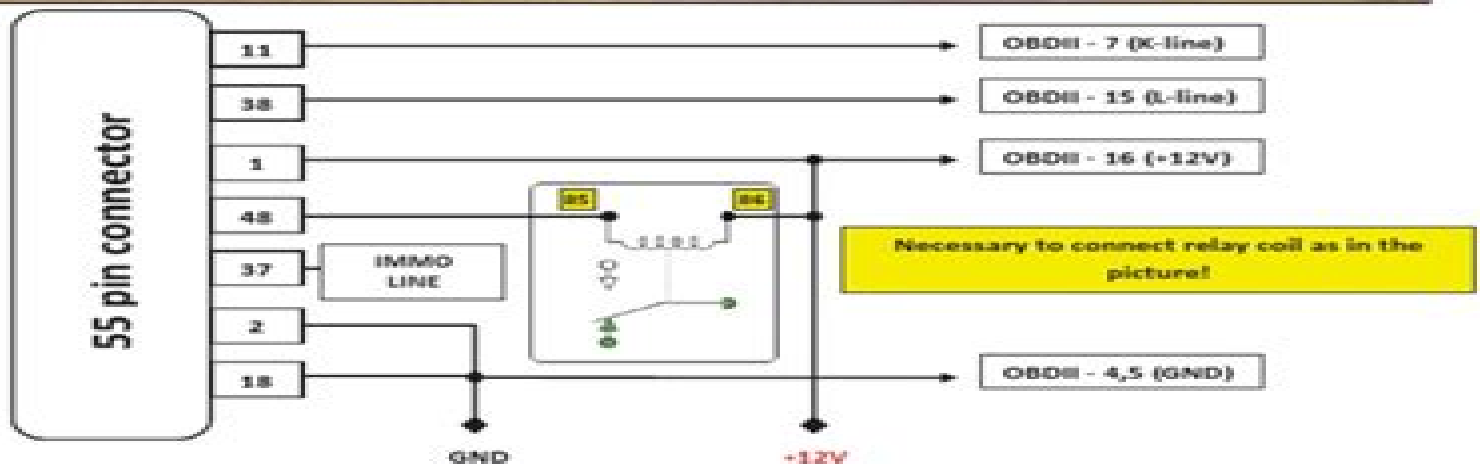 55 pin connector
11
OBDII - 7 (K-line)
38
OBDII - 15 (L-line)
1
OBDII - 16 (+12V)
85
86
48
Necessary to connect relay coil as in the
picture!
37
IMMO
LINE
2
18
OBDII - 4,5 (GND)
GND
+12V